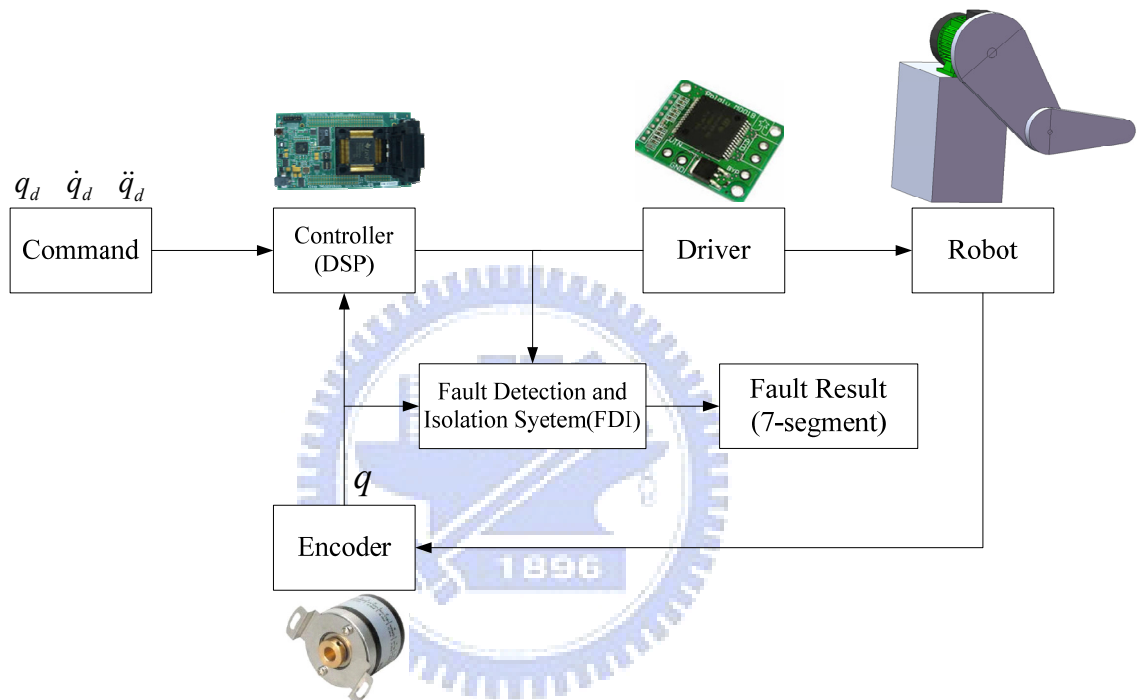 q_d q̇_d q̈_d
Command
Controller
(DSP)
Driver
Robot
Fault Detection and
Isolation Syetem(FDI)
Fault Result
(7-segment)
q
Encoder
1896